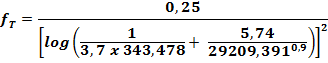 f_T = 0,25 / [log(1 / (3,7 x 343,478) + 5,74 / 29209,391^0,9)]^2